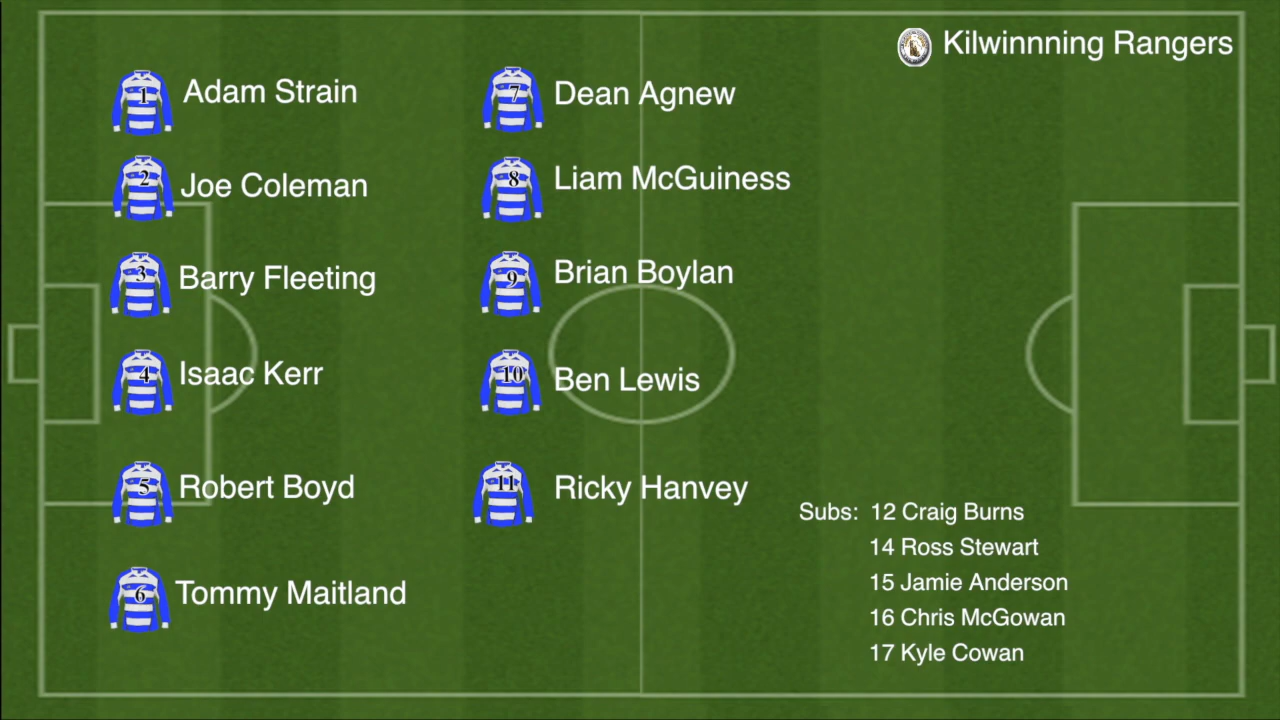 Kilwinnning Rangers
1 Adam Strain
2 Joe Coleman
3 Barry Fleeting
4 Isaac Kerr
5 Robert Boyd
6 Tommy Maitland
7 Dean Agnew
8 Liam McGuiness
9 Brian Boylan
10 Ben Lewis
11 Ricky Hanvey
Subs: 12 Craig Burns
14 Ross Stewart
15 Jamie Anderson
16 Chris McGowan
17 Kyle Cowan